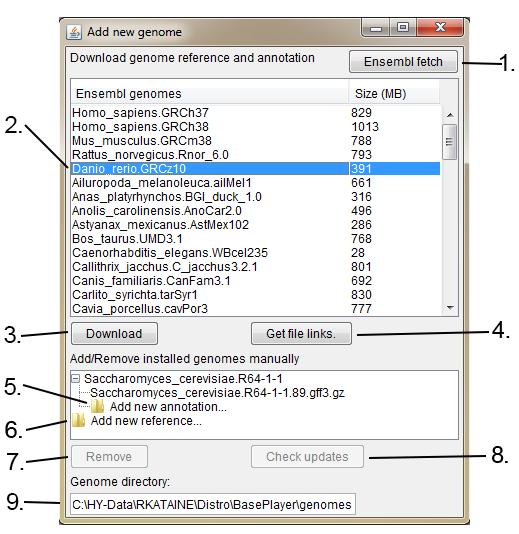 Add new genome
Download genome reference and annotation
Ensembl fetch
1.
Ensembl genomes Size (MB)
2.
Homo_sapiens.GRCh37 829
Homo_sapiens.GRCh38 1013
Mus_musculus.GRCm38 788
Rattus_norvegicus.Rnor_6.0 793
Danio_rerio.GRCz10 391
Ailuropoda_melanoleuca.ailMel1 661
Anas_platyrhynchos.BGI_duck_1.0 316
Anolis_carolinensis.AnoCar2.0 496
Astyanax_mexicanus.AstMex102 286
Bos_taurus.UMD3.1 768
Caenorhabditis_elegans.WBcel235 28
Callithrix_jacchus.C_jacchus3.2.1 801
Canis_familiaris.CanFam3.1 692
Carlito_syrichta.tarSyr1 830
Cavia_porcellus.cavPor3 777
3.
Download
Get file links.
4.
Add/Remove installed genomes manually
Saccharomyces_cerevisiae.R64-1-1
5.
Saccharomyces_cerevisiae.R64-1-1.89.gff3.gz
Add new annotation...
6.
Add new reference...
7.
Remove
Check updates
8.
Genome directory:
9.
C:\HY-Data\RKATAINE\Distro\BasePlayer\genomes